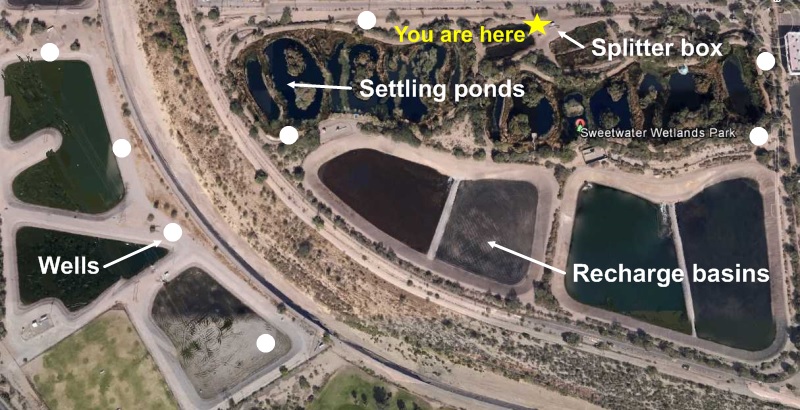 You are here
Splitter box
Settling ponds
Sweetwater Wetlands Park
Wells
Recharge basins